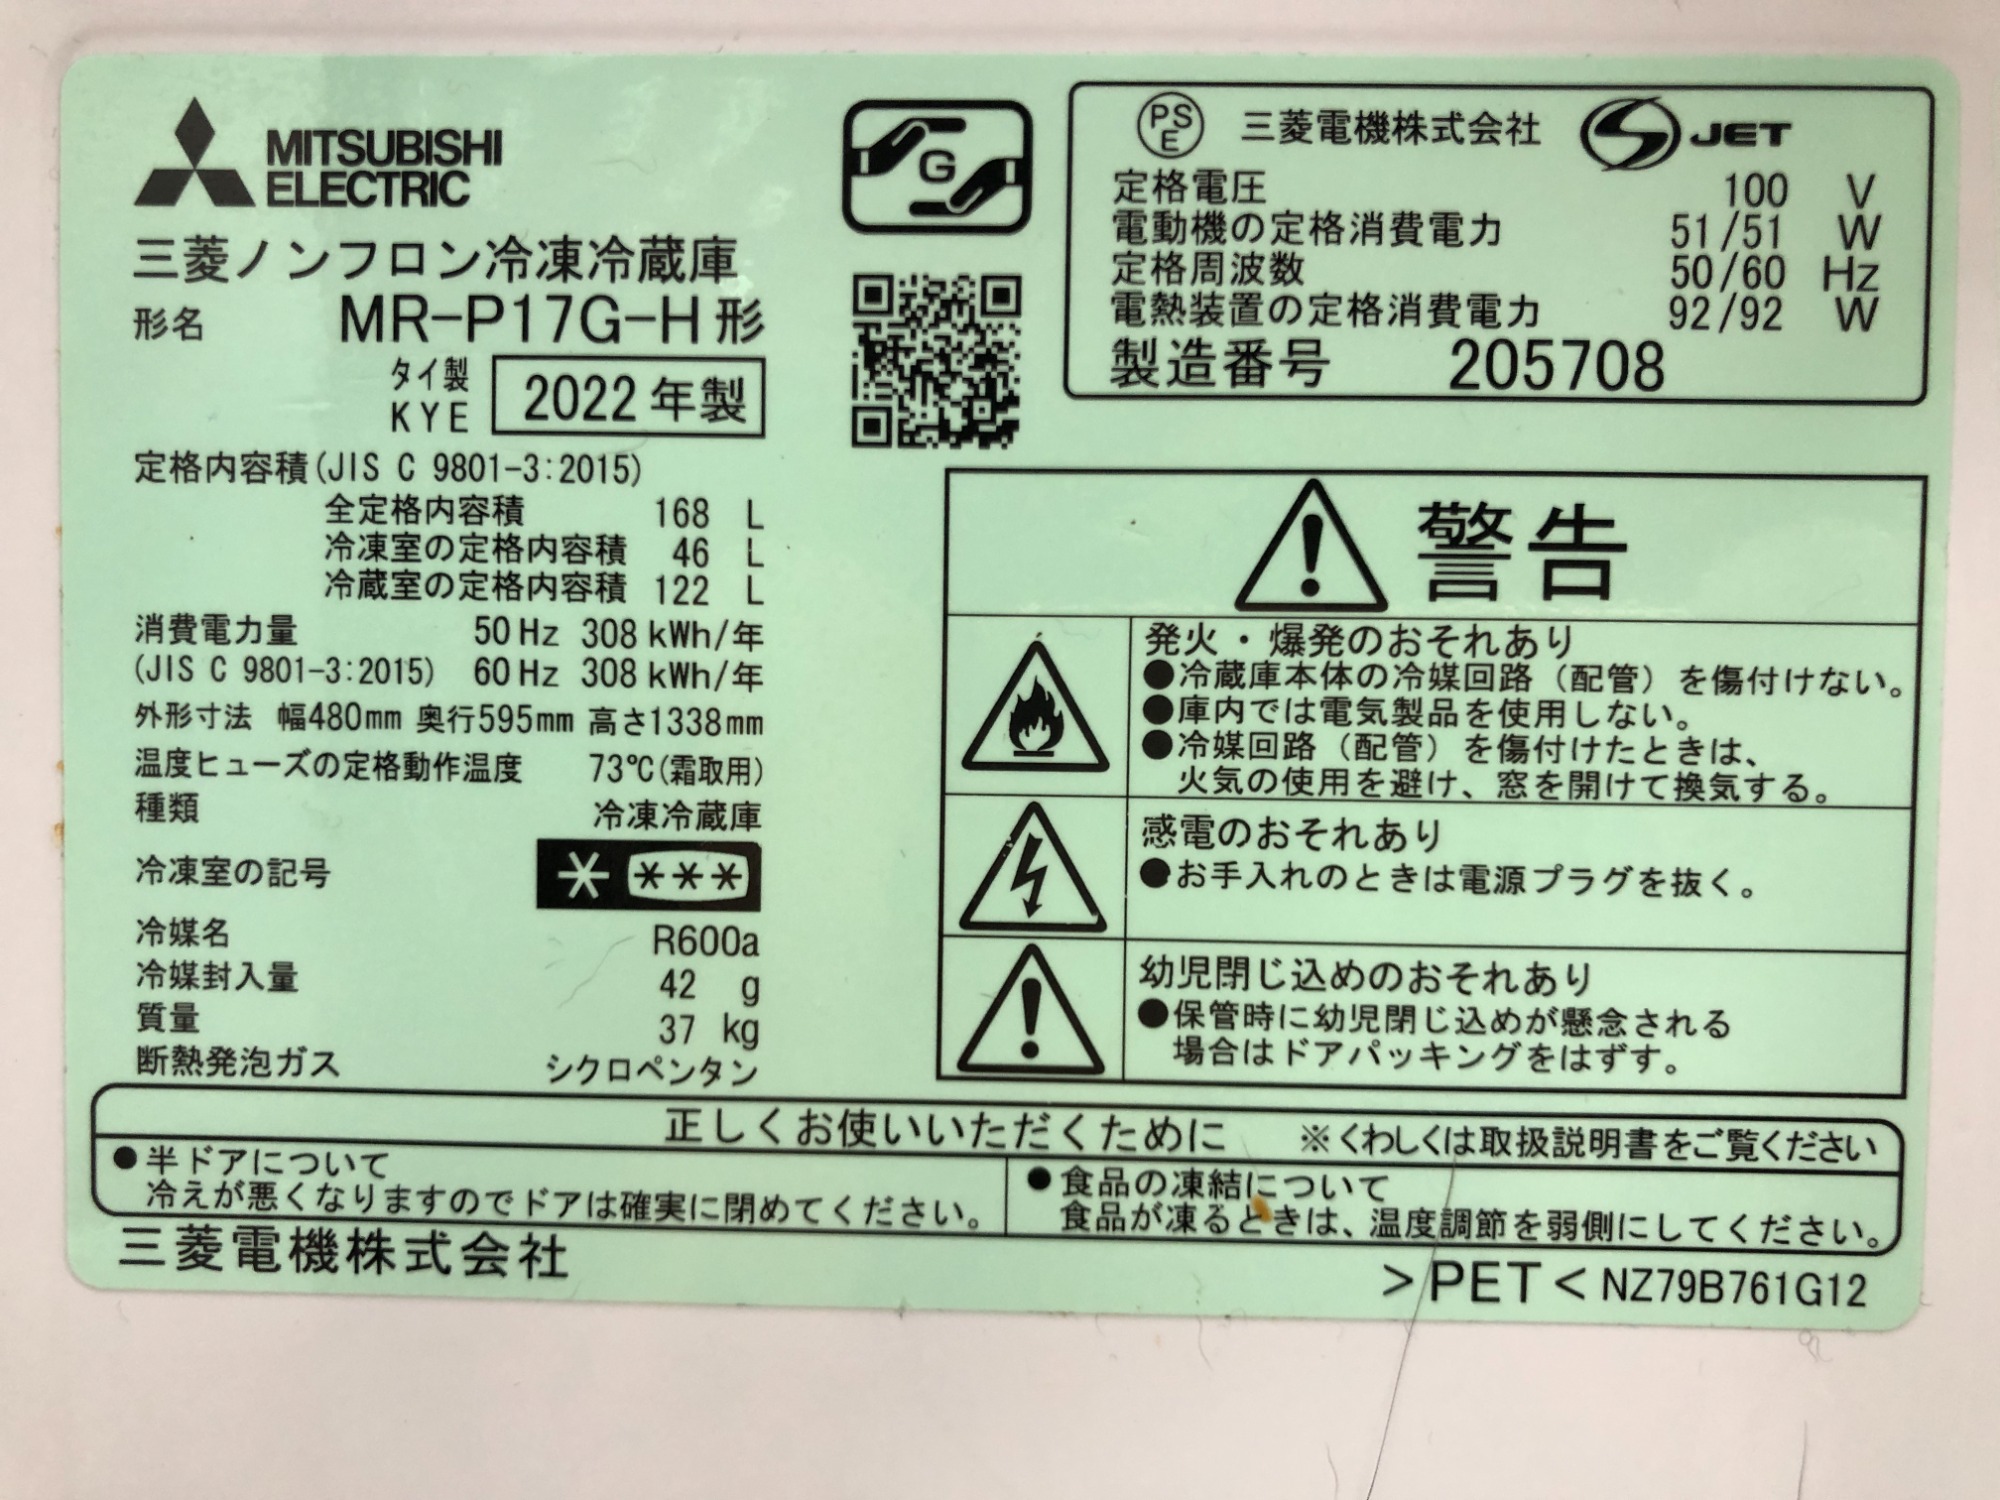 MITSUBISHI
ELECTRIC
三菱ノンフロン冷凍冷蔵庫
形名 MR-P17G-H 形
タイ製
KYE
2022 年製
定格内容積(JIS C 9801-3:2015)
全定格内容積 168 L
冷凍室の定格内容積 46 L
冷蔵室の定格内容積 122 L
消費電力量 50 Hz 308 kWh/年
(JIS C 9801-3:2015) 60 Hz 308 kWh/年
外形寸法 幅480mm 奥行595mm 高さ1338mm
温度ヒューズの定格動作温度 73℃(霜取用)
種類 冷凍冷蔵庫
冷凍室の記号 * ***
冷媒名 R600a
冷媒封入量 42 g
質量 37 kg
断熱発泡ガス シクロペンタン
G
PSE 三菱電機株式会社 JET
定格電圧 100 V
電動機の定格消費電力 51/51 W
定格周波数 50/60 Hz
電熱装置の定格消費電力 92/92 W
製造番号 205708
警告
発火・爆発のおそれあり
●冷蔵庫本体の冷媒回路（配管）を傷付けない。
●庫内では電気製品を使用しない。
●冷媒回路（配管）を傷付けたときは、
火気の使用を避け、窓を開けて換気する。
感電のおそれあり
●お手入れのときは電源プラグを抜く。
幼児閉じ込めのおそれあり
●保管時に幼児閉じ込めが懸念される
場合はドアパッキングをはずす。
正しくお使いいただくために ※くわしくは取扱説明書をご覧ください
●半ドアについて
冷えが悪くなりますのでドアは確実に閉めてください。
●食品の凍結について
食品が凍るときは、温度調節を弱側にしてください。
三菱電機株式会社
>PET< NZ79B761G12